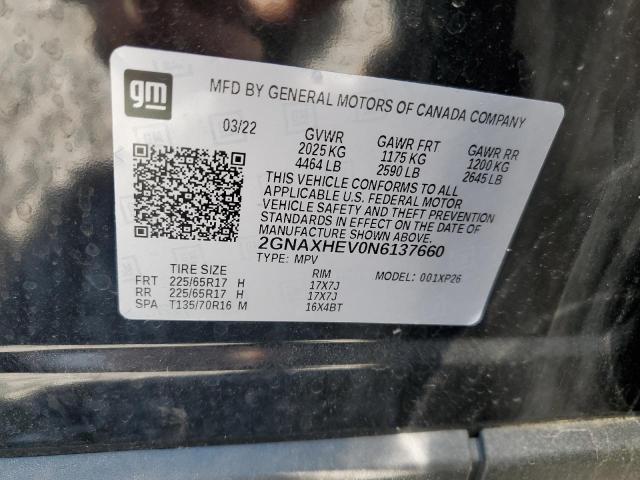 gm
MFD BY GENERAL MOTORS OF CANADA COMPANY
03/22
GVWR GAWR FRT GAWR RR
2025 KG 1175 KG 1200 KG
4464 LB 2590 LB 2645 LB
THIS VEHICLE CONFORMS TO ALL
APPLICABLE U.S. FEDERAL MOTOR
VEHICLE SAFETY AND THEFT PREVENTION
STANDARDS IN EFFECT ON THE DATE OF
MANUFACTURE SHOWN ABOVE.
2GNAXHEV0N6137660
TYPE: MPV MODEL: 001XP26
TIRE SIZE RIM
FRT 225/65R17 H 17X7J
RR 225/65R17 H 17X7J
SPA T135/70R16 M 16X4BT